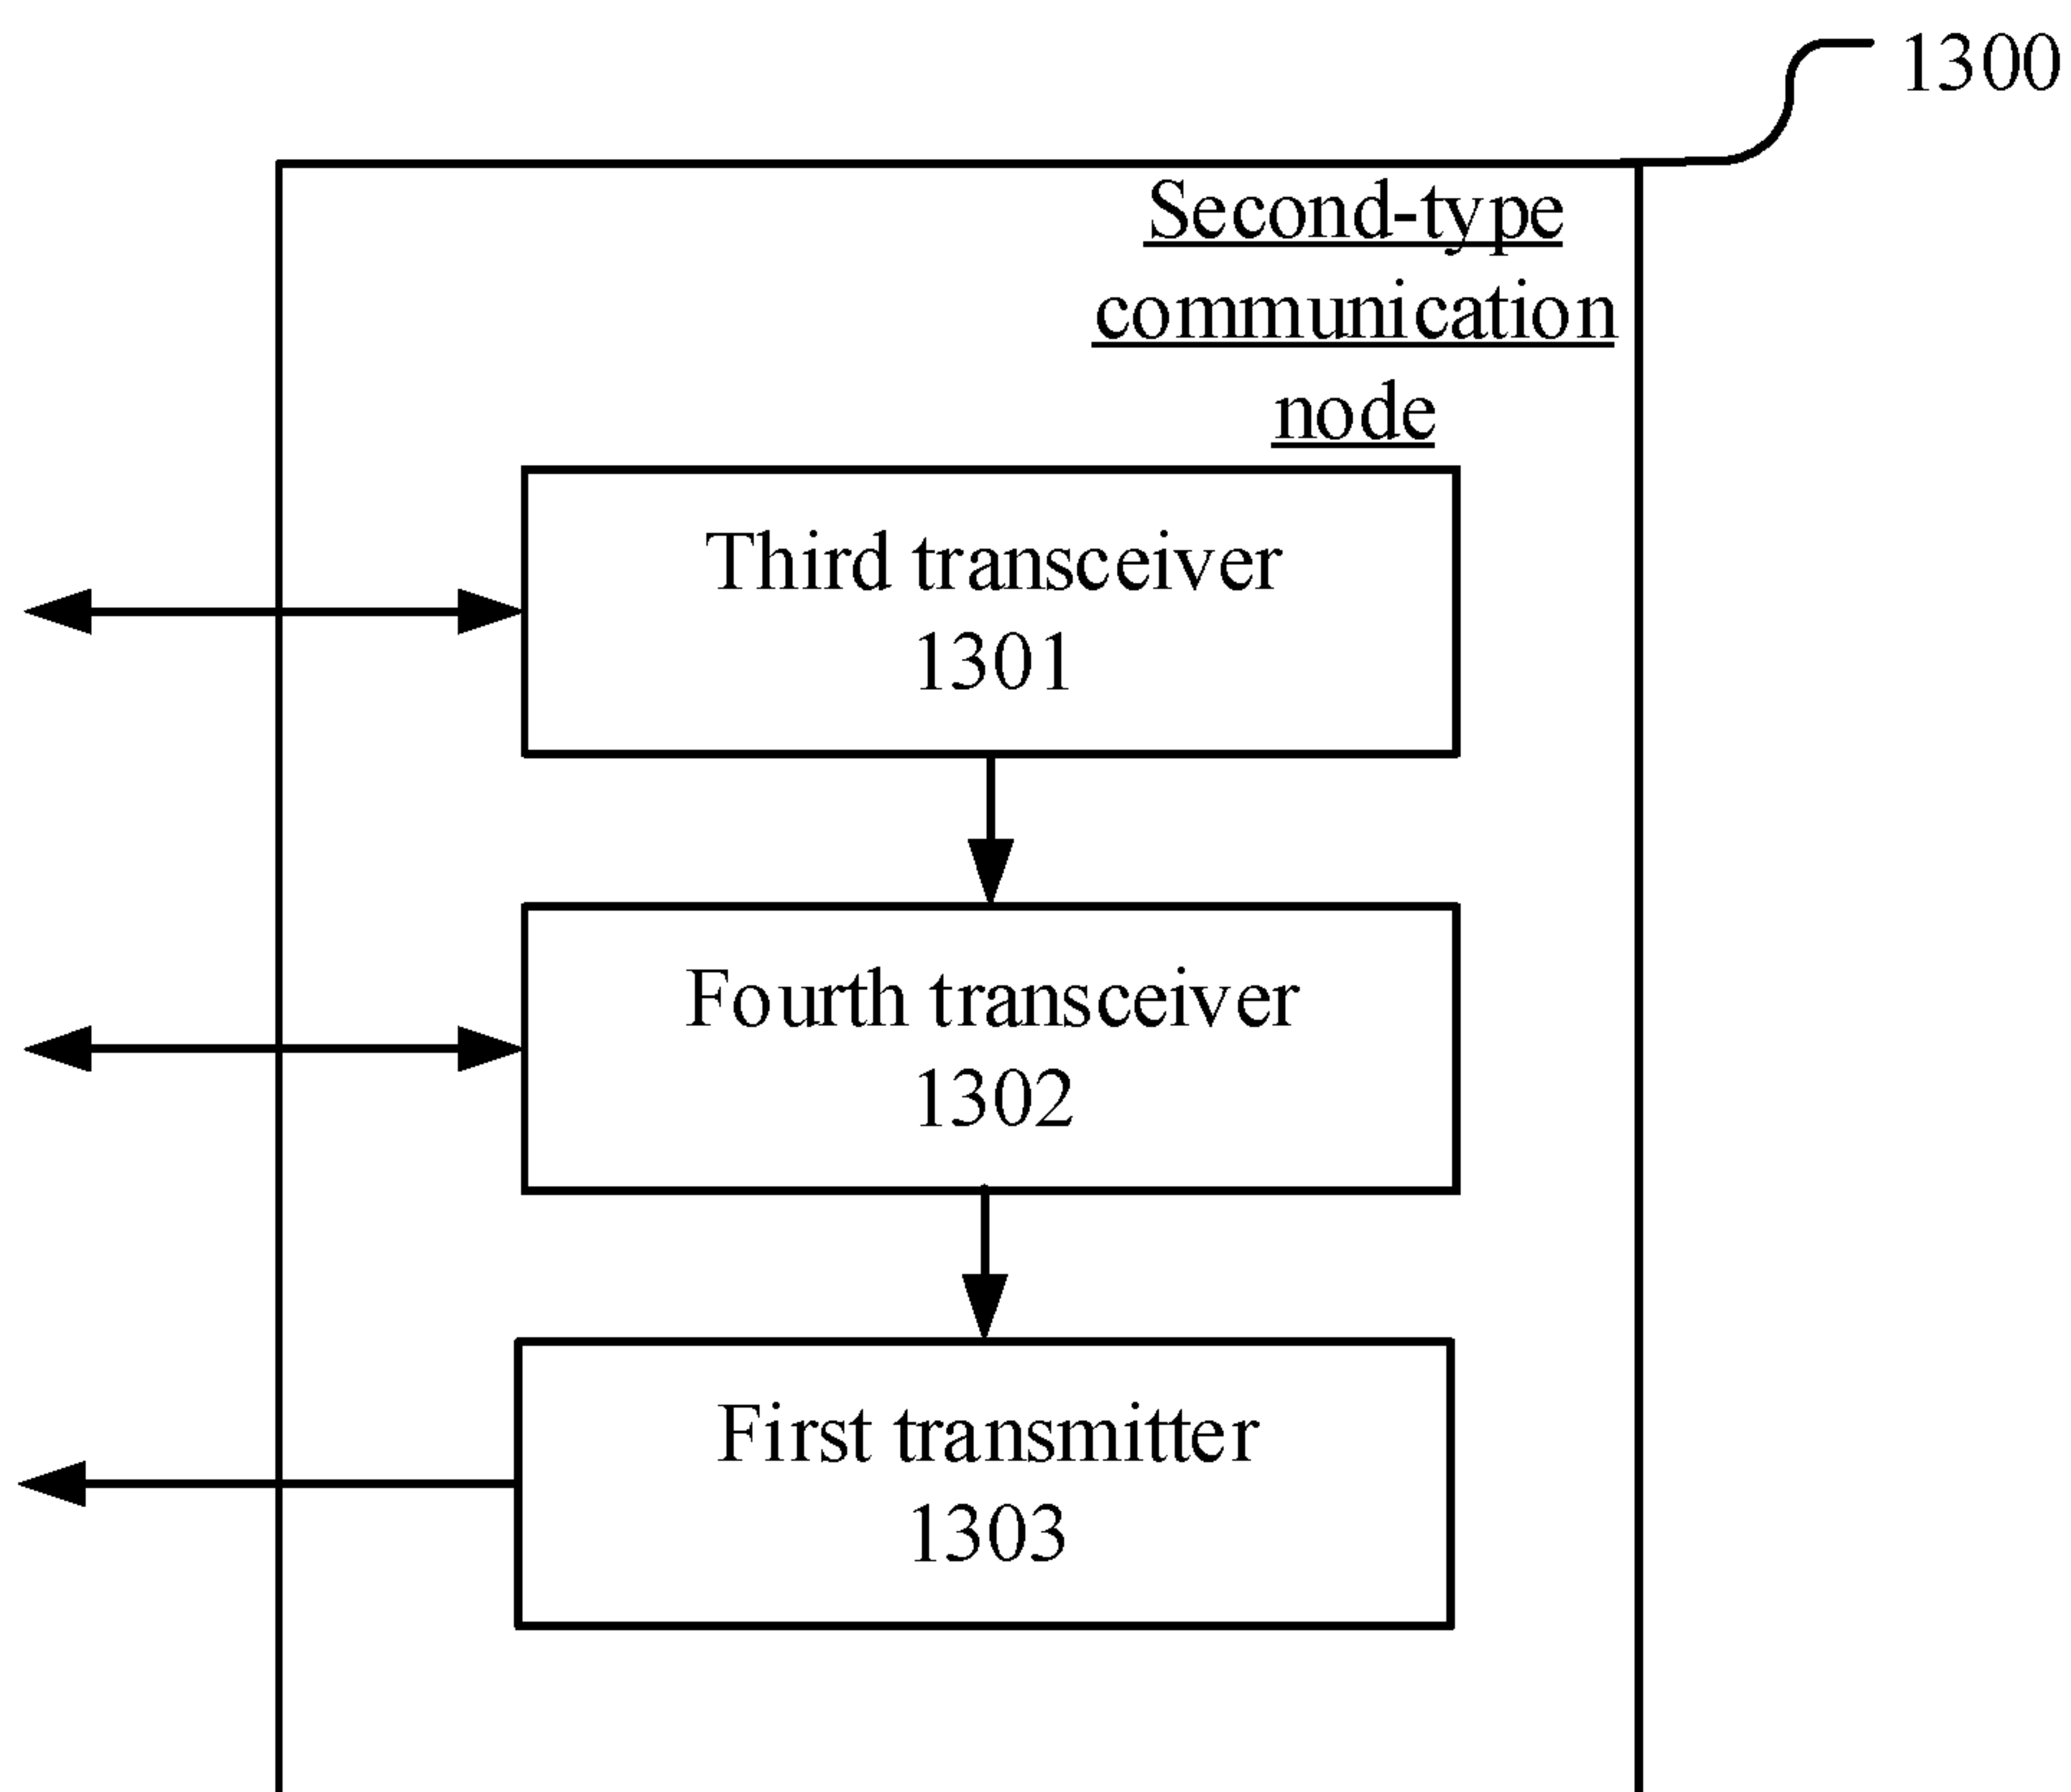 1300
Second-type
communication
node
Third transceiver
1301
Fourth transceiver
1302
First transmitter
1303